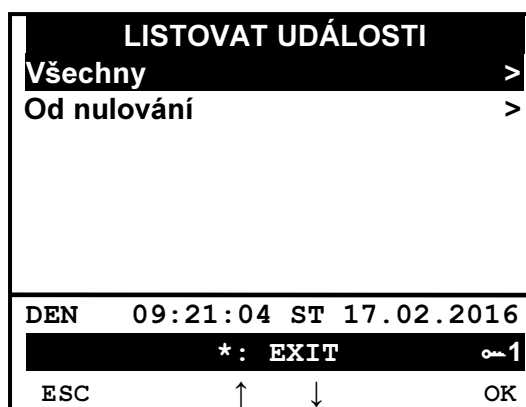 LISTOVAT UDÁLOSTI
Všechny >
Od nulování >
DEN 09:21:04 ST 17.02.2016
*: EXIT 1
ESC ↑ ↓ OK